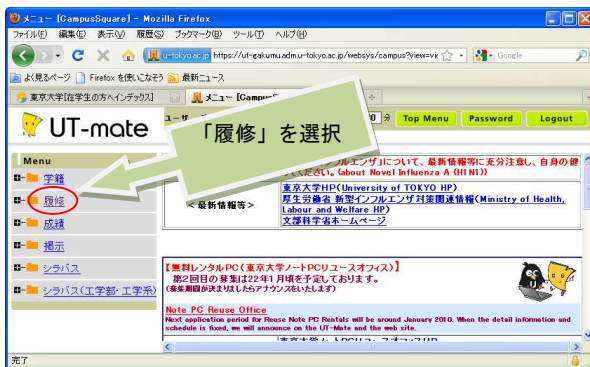 メニュー [CampusSquare] - Mozilla Firefox
ファイル(F) 編集(E) 表示(V) 履歴(S) ブックマーク(B) ツール(T) ヘルプ(H)
u-tokyo.ac.jp https://ut-gakumu.adm.u-tokyo.ac.jp/websys/campus?view=vie
Google
よく見るページ Firefox を使いこなそう 最新ニュース
東京大学[在学生の方へインデックス] メニュー [CampusS
UT-mate
ユーザ
分 Top Menu Password Logout
「履修」を選択
Menu
学籍
履修
成績
掲示
シラバス
シラバス(工学部・工学系)
ンフルエンザ」について、最新情報等に充分注意し、自身の健
ください。(about Novel Influenza A (H1N1))
<最新情報等>
東京大学HP(University of TOKYO HP)
厚生労働省 新型インフルエンザ対策関連情報(Ministry of Health,
Labour and Welfare HP)
文部科学省ホームページ
【無料レンタルPC(東京大学ノートPCリユースオフィス)】
第2回目の募集は22年1月頃を予定しております。
(募集期間が決まりましたらアナウンスをいたします)
Note PC Reuse Office
Next application period for Reuse Note PC Rentals will be around January 2010. When the detail information and
schedule is fixed, we will announce on the UT-Mate and the web site.
完了